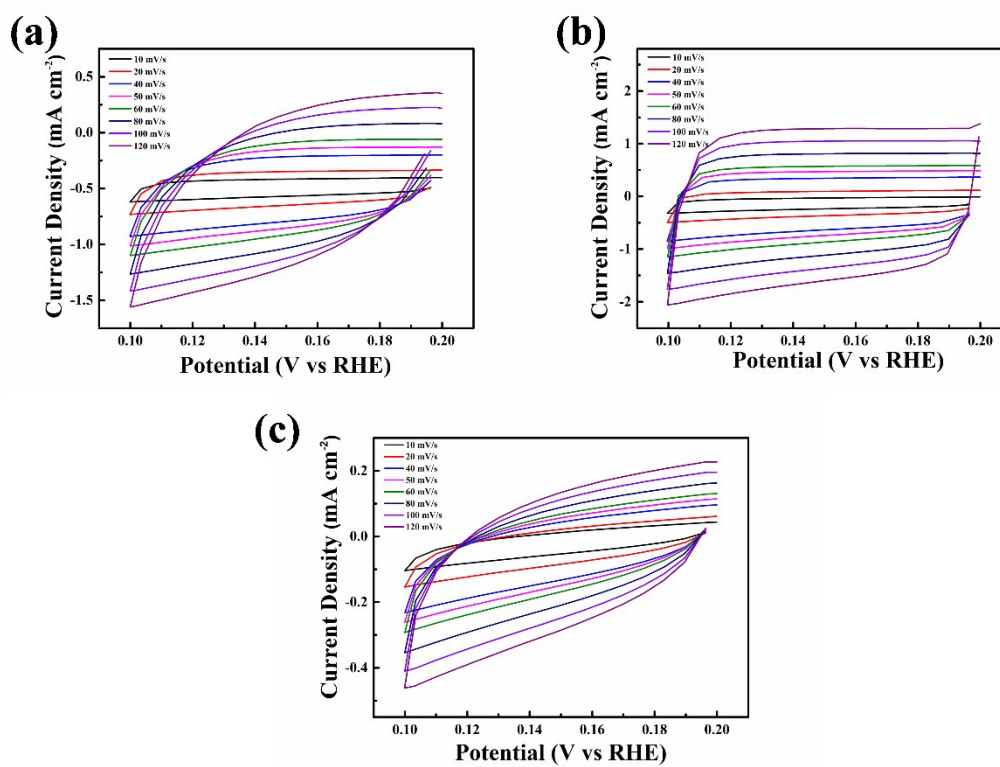 (a)
10 mV/s
20 mV/s
40 mV/s
50 mV/s
60 mV/s
80 mV/s
100 mV/s
120 mV/s
0.5
0.0
-0.5
-1.0
-1.5
Current Density (mA cm-2)
0.10 0.12 0.14 0.16 0.18 0.20
Potential (V vs RHE)
(b)
10 mV/s
20 mV/s
40 mV/s
50 mV/s
60 mV/s
80 mV/s
100 mV/s
120 mV/s
2
1
0
-1
-2
Current Density (mA cm-2)
0.10 0.12 0.14 0.16 0.18 0.20
Potential (V vs RHE)
(c)
10 mV/s
20 mV/s
40 mV/s
50 mV/s
60 mV/s
80 mV/s
100 mV/s
120 mV/s
0.2
0.0
-0.2
-0.4
Current Density (mA cm-2)
0.10 0.12 0.14 0.16 0.18 0.20
Potential (V vs RHE)